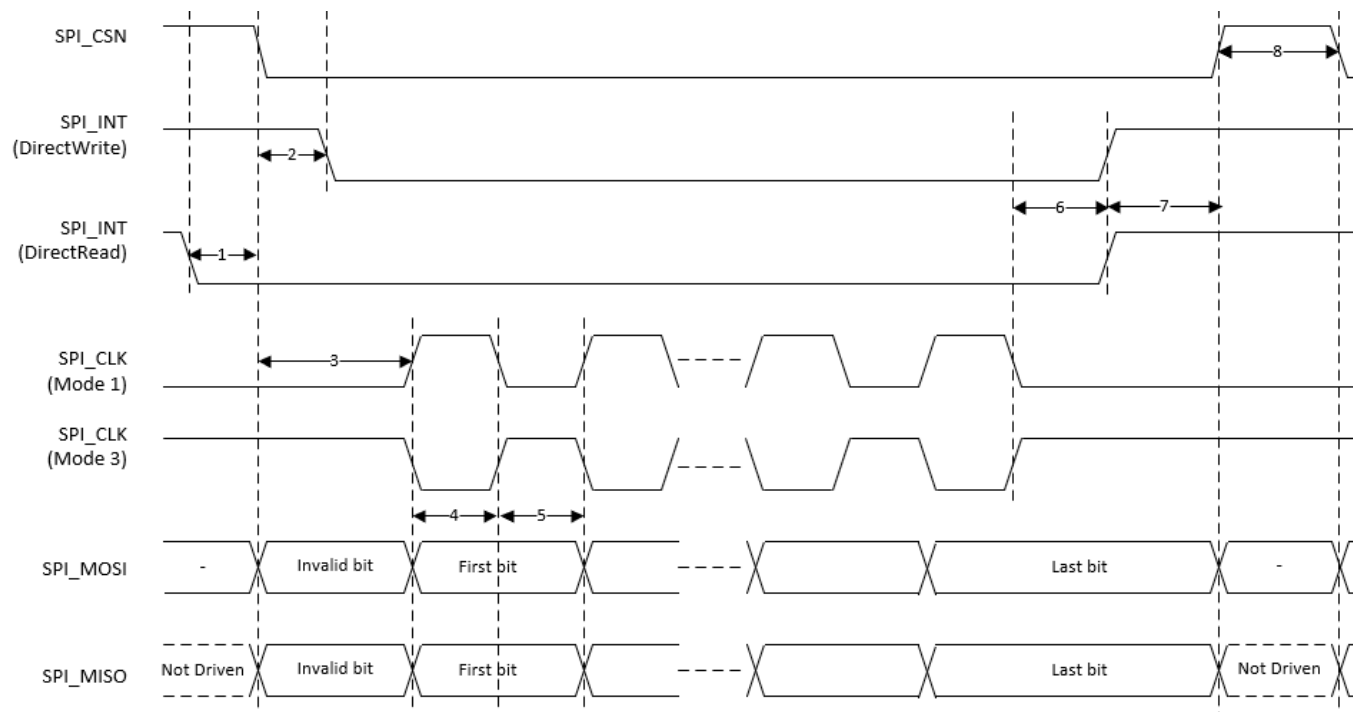 SPI_CSN
8
SPI_INT
(DirectWrite)
2
6
7
SPI_INT
(DirectRead)
1
SPI_CLK
(Mode 1)
3
SPI_CLK
(Mode 3)
4
5
SPI_MOSI
-
Invalid bit
First bit
Last bit
-
SPI_MISO
Not Driven
Invalid bit
First bit
Last bit
Not Driven